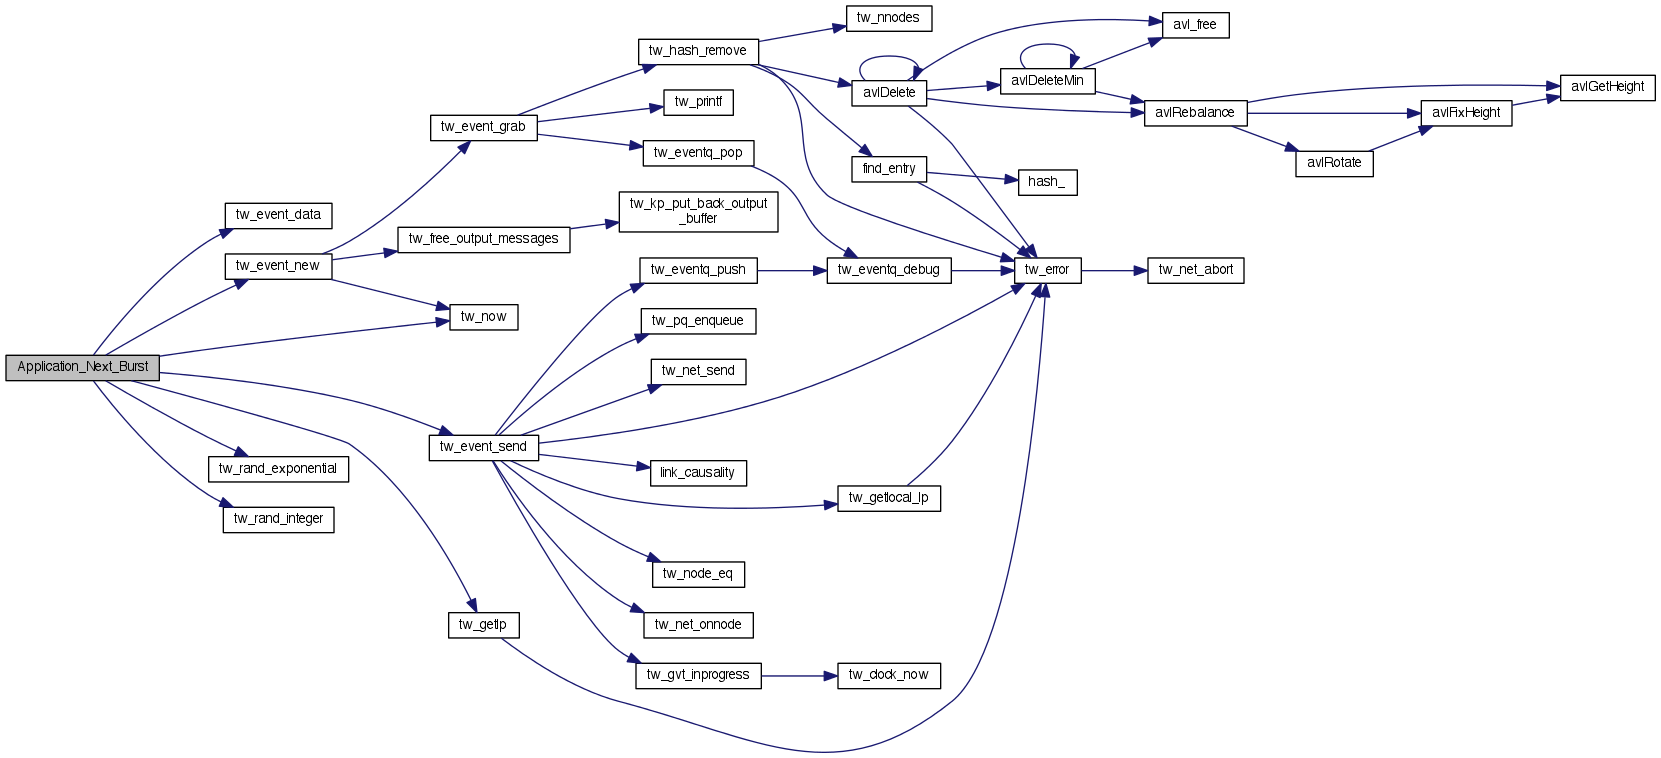 tw_nnodes
avl_free
tw_hash_remove
avlDeleteMin
avlDelete
avlGetHeight
tw_printf
avlRebalance
avlFixHeight
tw_event_grab
tw_eventq_pop
avlRotate
find_entry
hash_
tw_event_data
tw_kp_put_back_output
_buffer
tw_free_output_messages
tw_event_new
tw_eventq_push
tw_eventq_debug
tw_error
tw_net_abort
tw_now
tw_pq_enqueue
Application_Next_Burst
tw_net_send
tw_event_send
tw_rand_exponential
link_causality
tw_getlocal_lp
tw_rand_integer
tw_node_eq
tw_getlp
tw_net_onnode
tw_gvt_inprogress
tw_clock_now